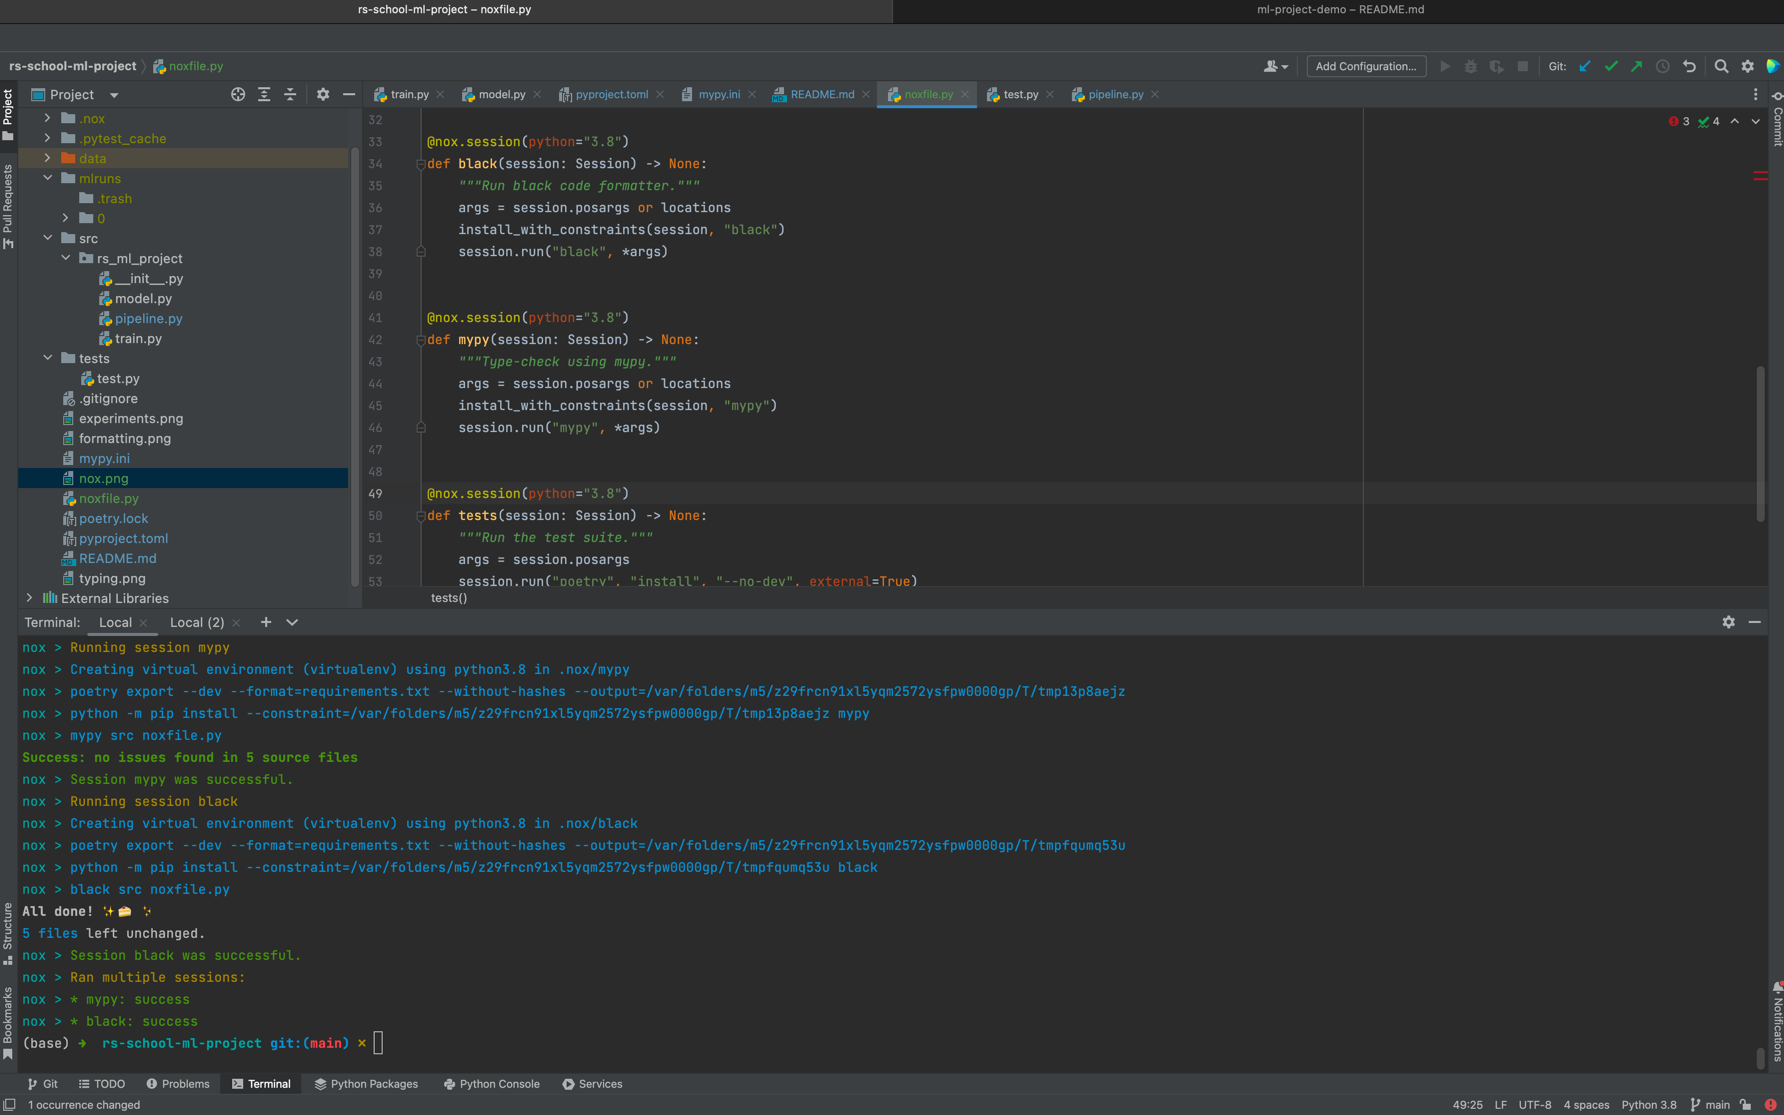 rs-school-ml-project – noxfile.py
ml-project-demo – README.md
rs-school-ml-project 〉 noxfile.py
Add Configuration...
Git:
Project
Project
Pull Requests
Structure
Bookmarks
Commit
Notifications
train.py
model.py
pyproject.toml
mypy.ini
README.md
noxfile.py
test.py
pipeline.py
.nox
.pytest_cache
data
mlruns
.trash
0
src
rs_ml_project
__init__.py
model.py
pipeline.py
train.py
tests
test.py
.gitignore
experiments.png
formatting.png
mypy.ini
nox.png
noxfile.py
poetry.lock
pyproject.toml
README.md
typing.png
External Libraries
3 4
32
33 @nox.session(python="3.8")
34 def black(session: Session) -> None:
35 """Run black code formatter."""
36 args = session.posargs or locations
37 install_with_constraints(session, "black")
38 session.run("black", *args)
39
40
41 @nox.session(python="3.8")
42 def mypy(session: Session) -> None:
43 """Type-check using mypy."""
44 args = session.posargs or locations
45 install_with_constraints(session, "mypy")
46 session.run("mypy", *args)
47
48
49 @nox.session(python="3.8")
50 def tests(session: Session) -> None:
51 """Run the test suite."""
52 args = session.posargs
53 session.run("poetry", "install", "--no-dev", external=True)
tests()
Terminal: Local Local (2)
nox > Running session mypy
nox > Creating virtual environment (virtualenv) using python3.8 in .nox/mypy
nox > poetry export --dev --format=requirements.txt --without-hashes --output=/var/folders/m5/z29frcn91xl5yqm2572ysfpw0000gp/T/tmp13p8aejz
nox > python -m pip install --constraint=/var/folders/m5/z29frcn91xl5yqm2572ysfpw0000gp/T/tmp13p8aejz mypy
nox > mypy src noxfile.py
Success: no issues found in 5 source files
nox > Session mypy was successful.
nox > Running session black
nox > Creating virtual environment (virtualenv) using python3.8 in .nox/black
nox > poetry export --dev --format=requirements.txt --without-hashes --output=/var/folders/m5/z29frcn91xl5yqm2572ysfpw0000gp/T/tmpfqumq53u
nox > python -m pip install --constraint=/var/folders/m5/z29frcn91xl5yqm2572ysfpw0000gp/T/tmpfqumq53u black
nox > black src noxfile.py
All done! ✨🍰 ✨
5 files left unchanged.
nox > Session black was successful.
nox > Ran multiple sessions:
nox > * mypy: success
nox > * black: success
(base) ➜ rs-school-ml-project git:(main) ✗
Git TODO Problems Terminal Python Packages Python Console Services
1 occurrence changed
49:25 LF UTF-8 4 spaces Python 3.8 main